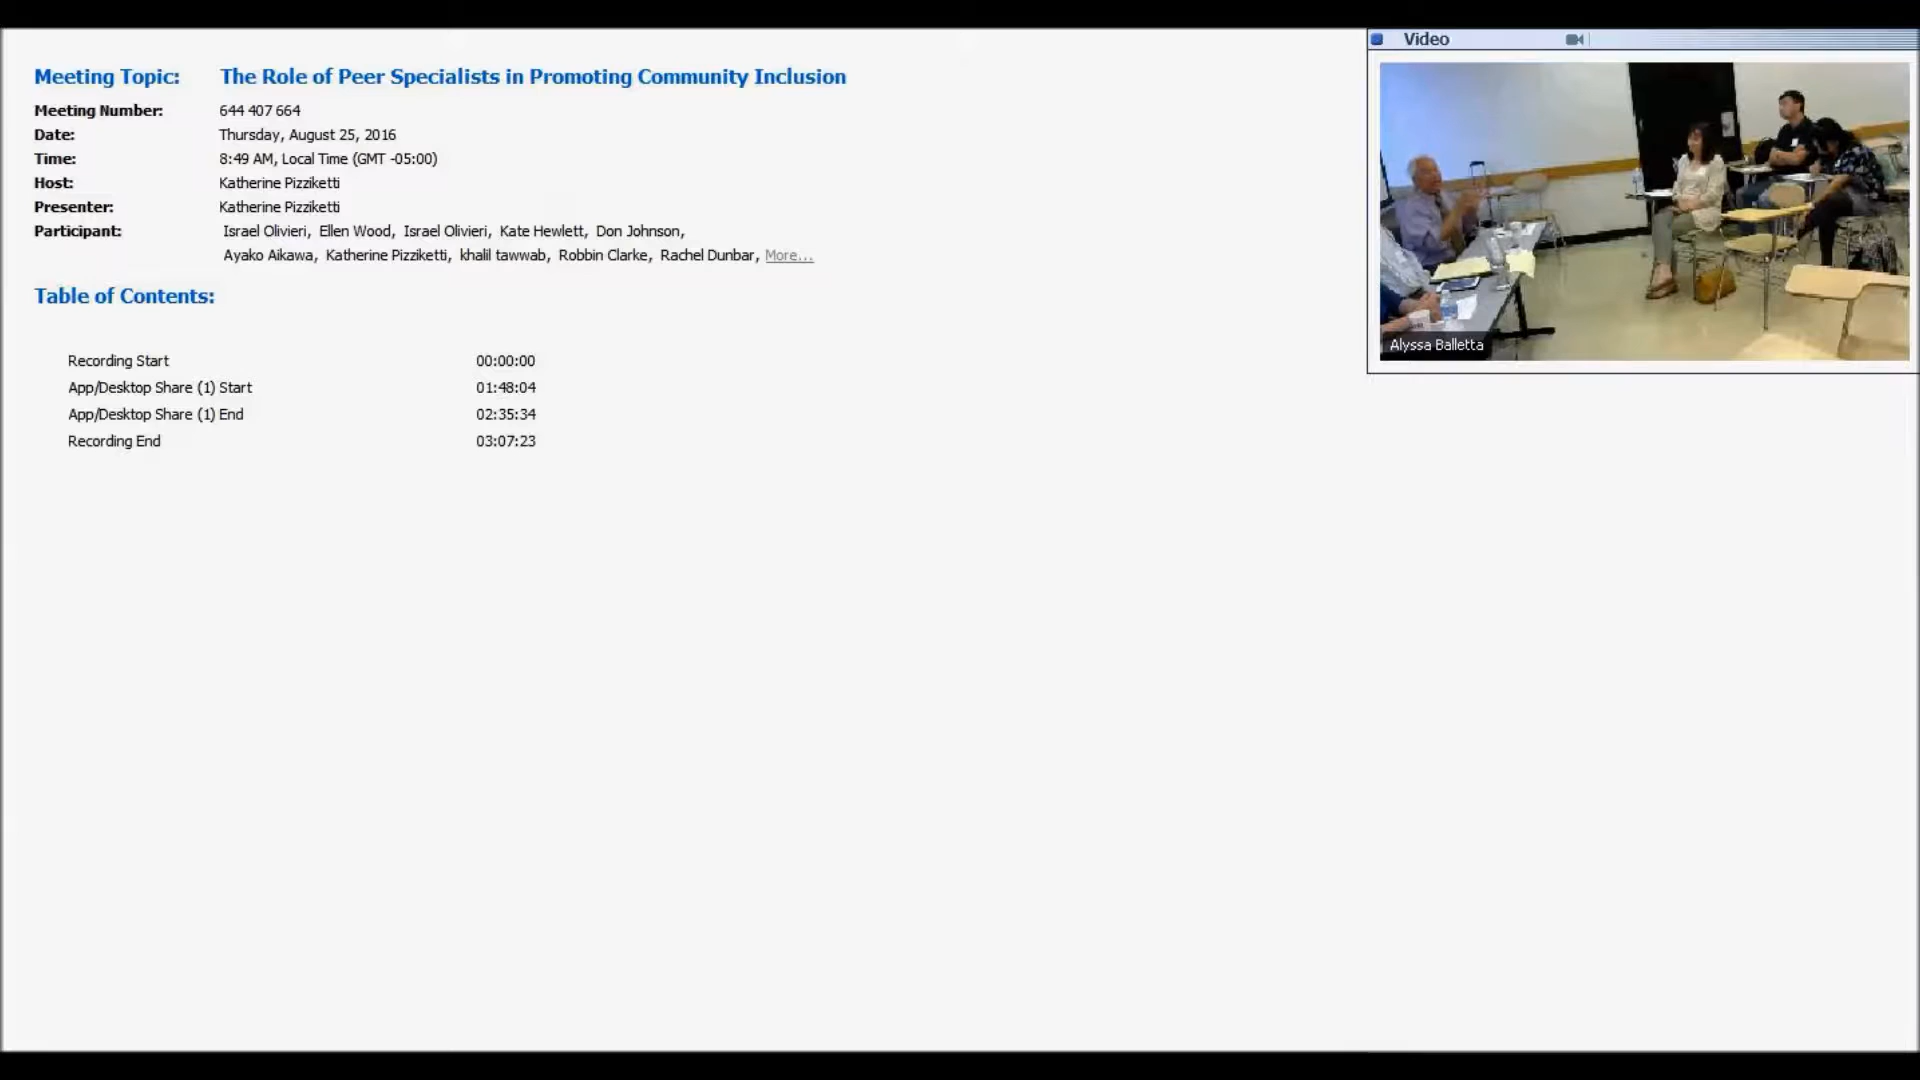 Video
Meeting Topic: The Role of Peer Specialists in Promoting Community Inclusion
Meeting Number: 644 407 664
Date: Thursday, August 25, 2016
Time: 8:49 AM, Local Time (GMT -05:00)
Host: Katherine Pizziketti
Presenter: Katherine Pizziketti
Participant: Israel Olivieri, Ellen Wood, Israel Olivieri, Kate Hewlett, Don Johnson,
Ayako Aikawa, Katherine Pizziketti, khalil tawwab, Robbin Clarke, Rachel Dunbar, More...
Table of Contents:
Recording Start 00:00:00
App/Desktop Share (1) Start 01:48:04
App/Desktop Share (1) End 02:35:34
Recording End 03:07:23
Alyssa Balletta